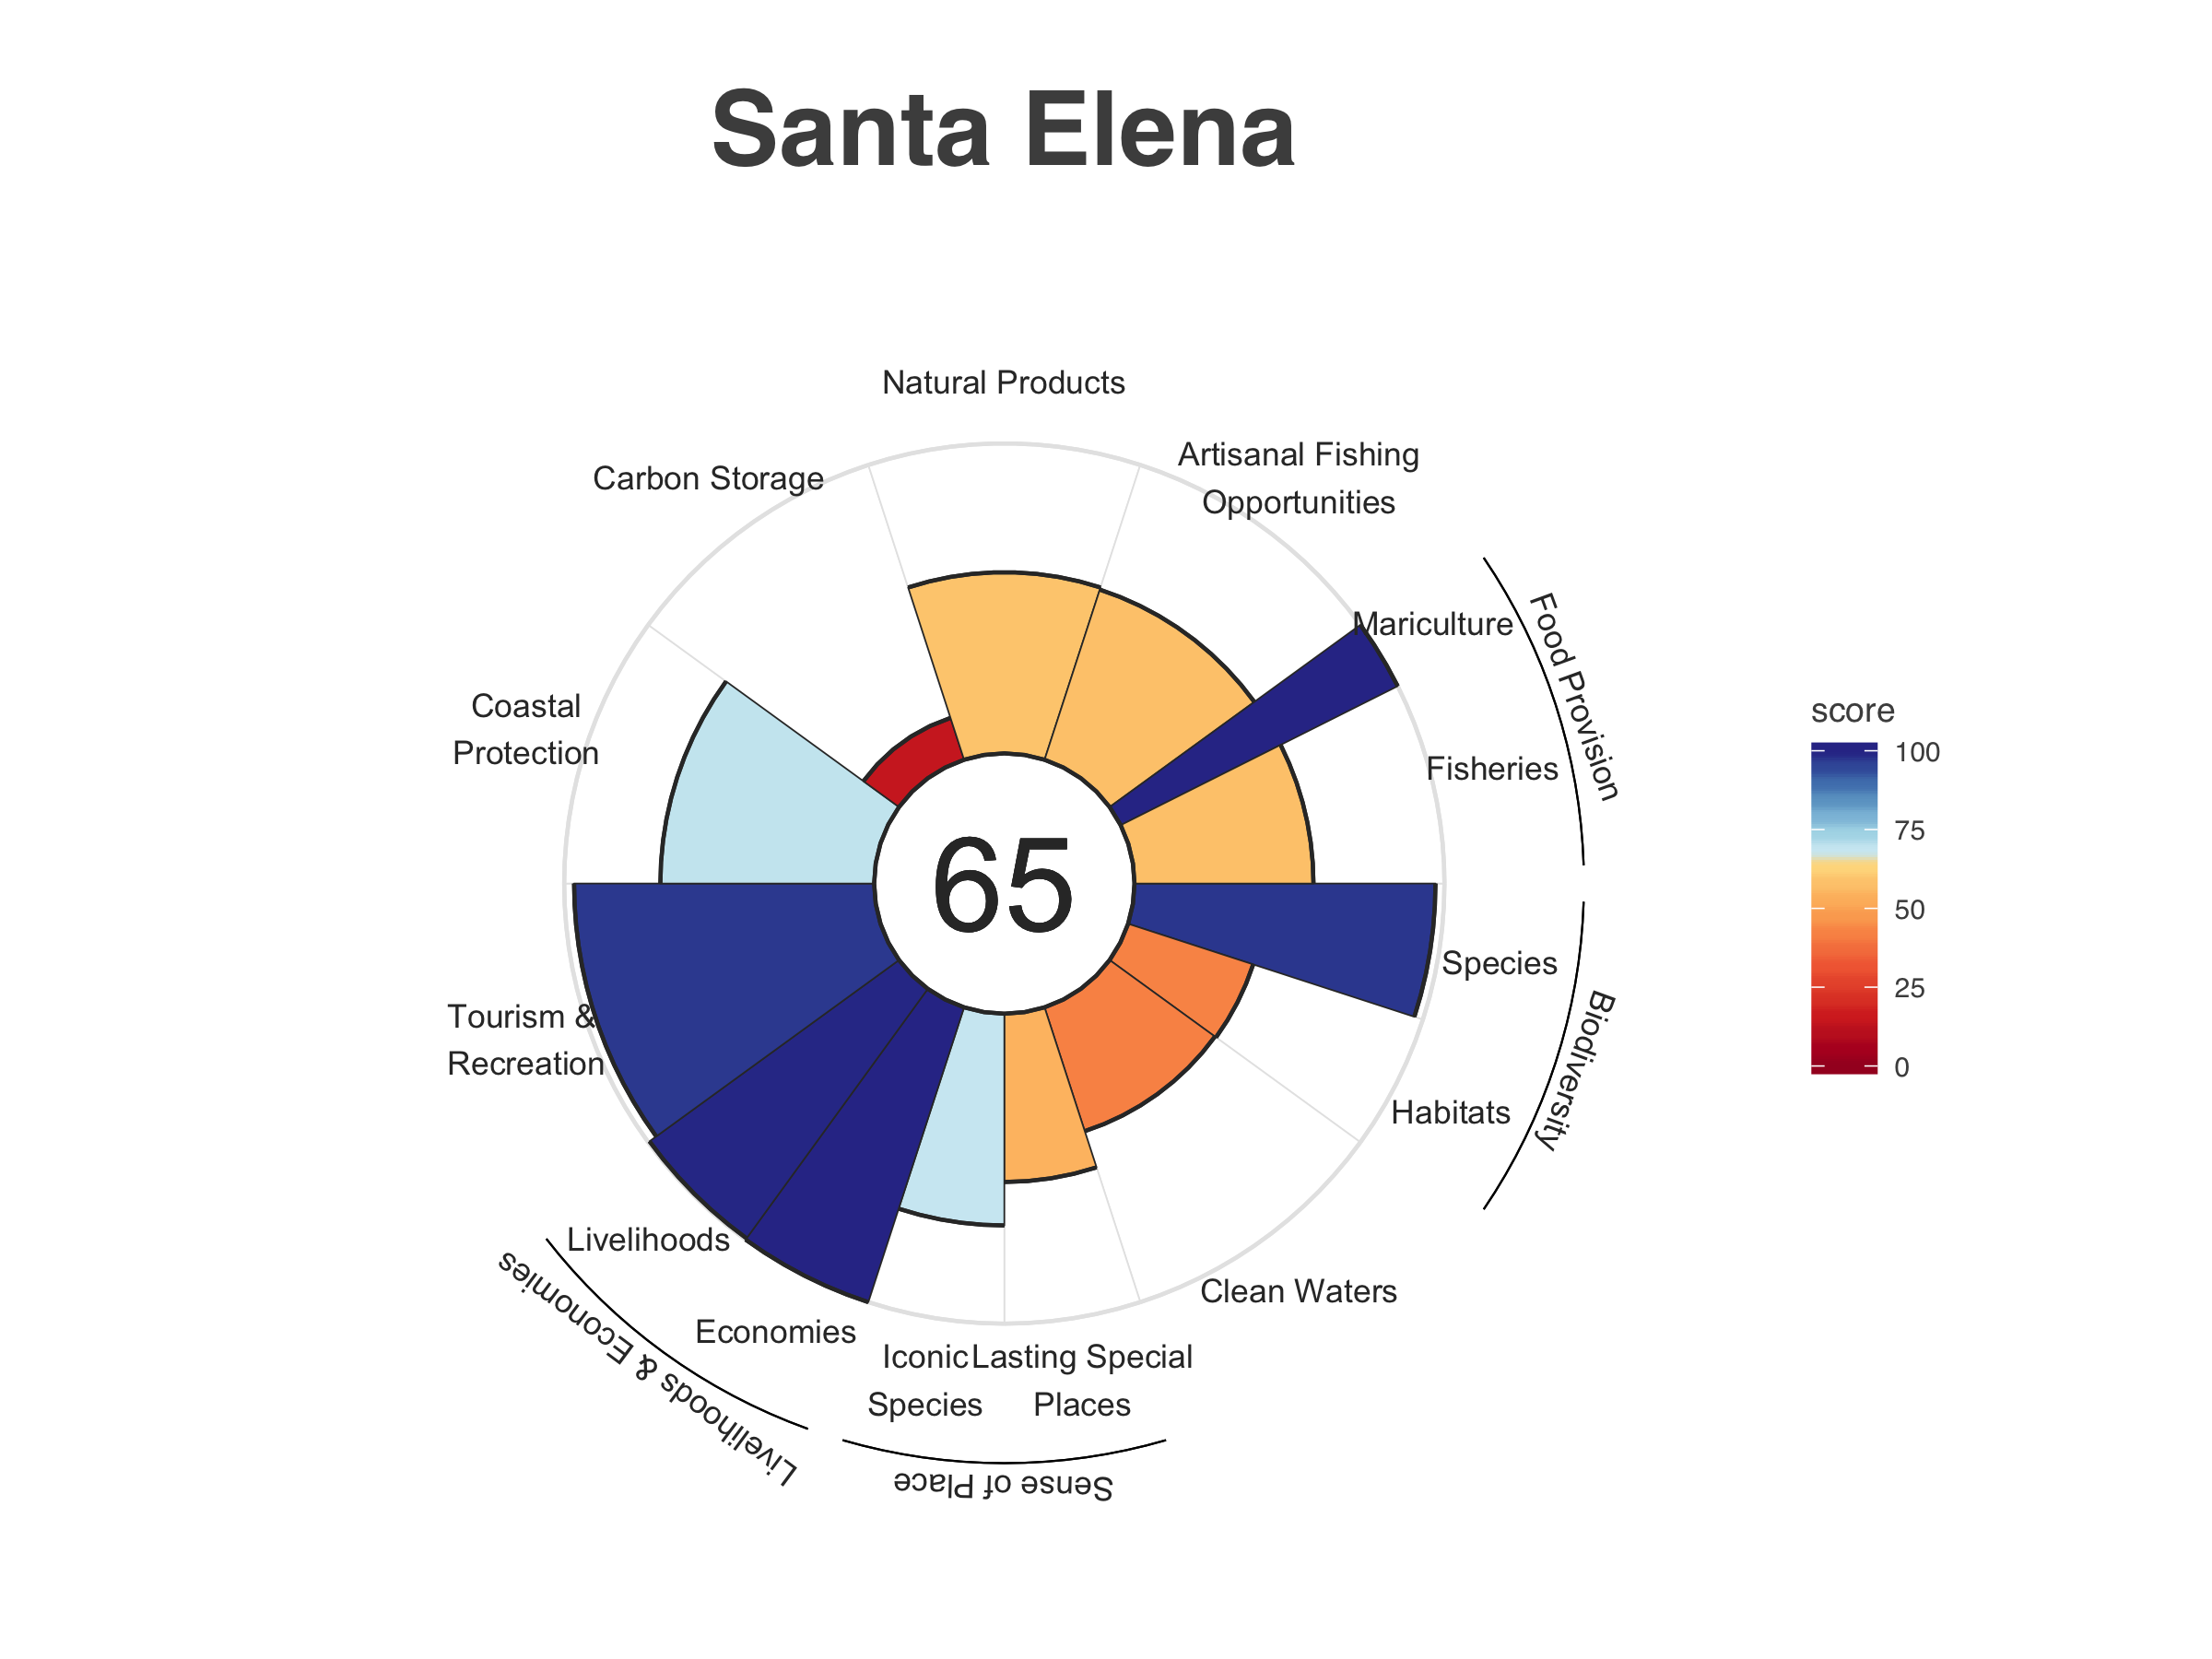 Santa Elena
Natural Products
Artisanal Fishing
Opportunities
Carbon Storage
Mariculture
Food Provision
Fisheries
Coastal
Protection
score
100
75
50
25
0
65
Species
Biodiversity
Habitats
Tourism &
Recreation
Livelihoods
Economies
Livelihoods & Economies
Clean Waters
Iconic
Species
Lasting Special
Places
Sense of Place